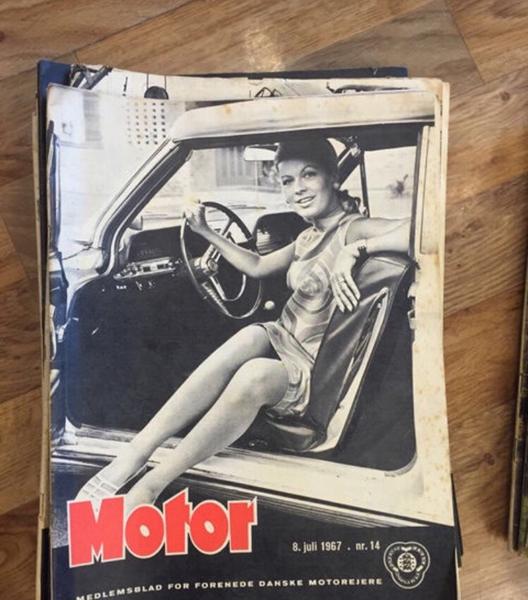 Motor
8. juli 1967 . nr. 14
MEDLEMSBLAD FOR FORENEDE DANSKE MOTOREJERE